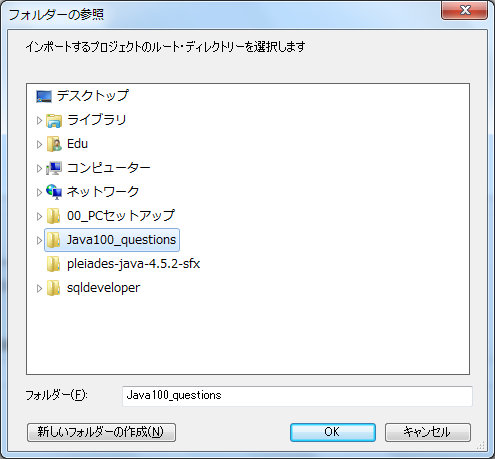 フォルダーの参照
インポートするプロジェクトのルート・ディレクトリーを選択します
デスクトップ
ライブラリ
Edu
コンピューター
ネットワーク
00_PCセットアップ
Java100_questions
pleiades-java-4.5.2-sfx
sqldeveloper
フォルダー(F): Java100_questions
新しいフォルダーの作成(N) OK キャンセル